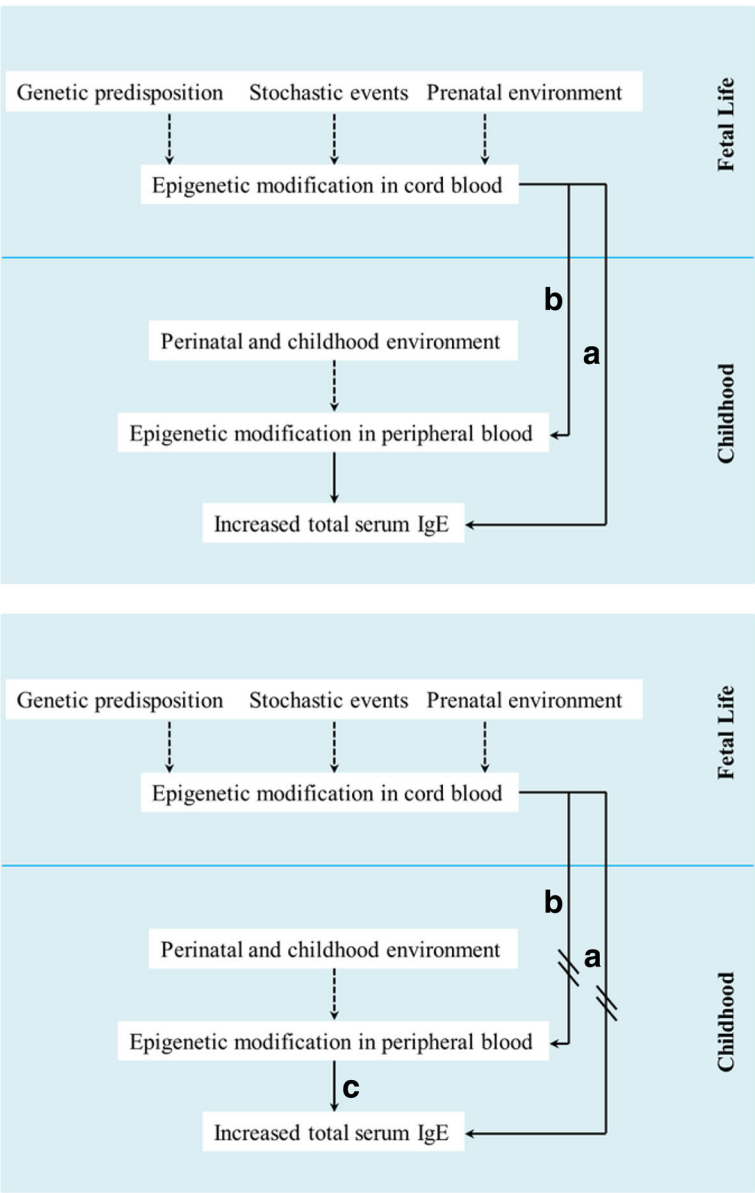 Genetic predisposition Stochastic events Prenatal environment
Fetal Life
Epigenetic modification in cord blood
b
Perinatal and childhood environment
a
Childhood
Epigenetic modification in peripheral blood
Increased total serum IgE
Genetic predisposition Stochastic events Prenatal environment
Fetal Life
Epigenetic modification in cord blood
b
Perinatal and childhood environment
a
Childhood
Epigenetic modification in peripheral blood
c
Increased total serum IgE